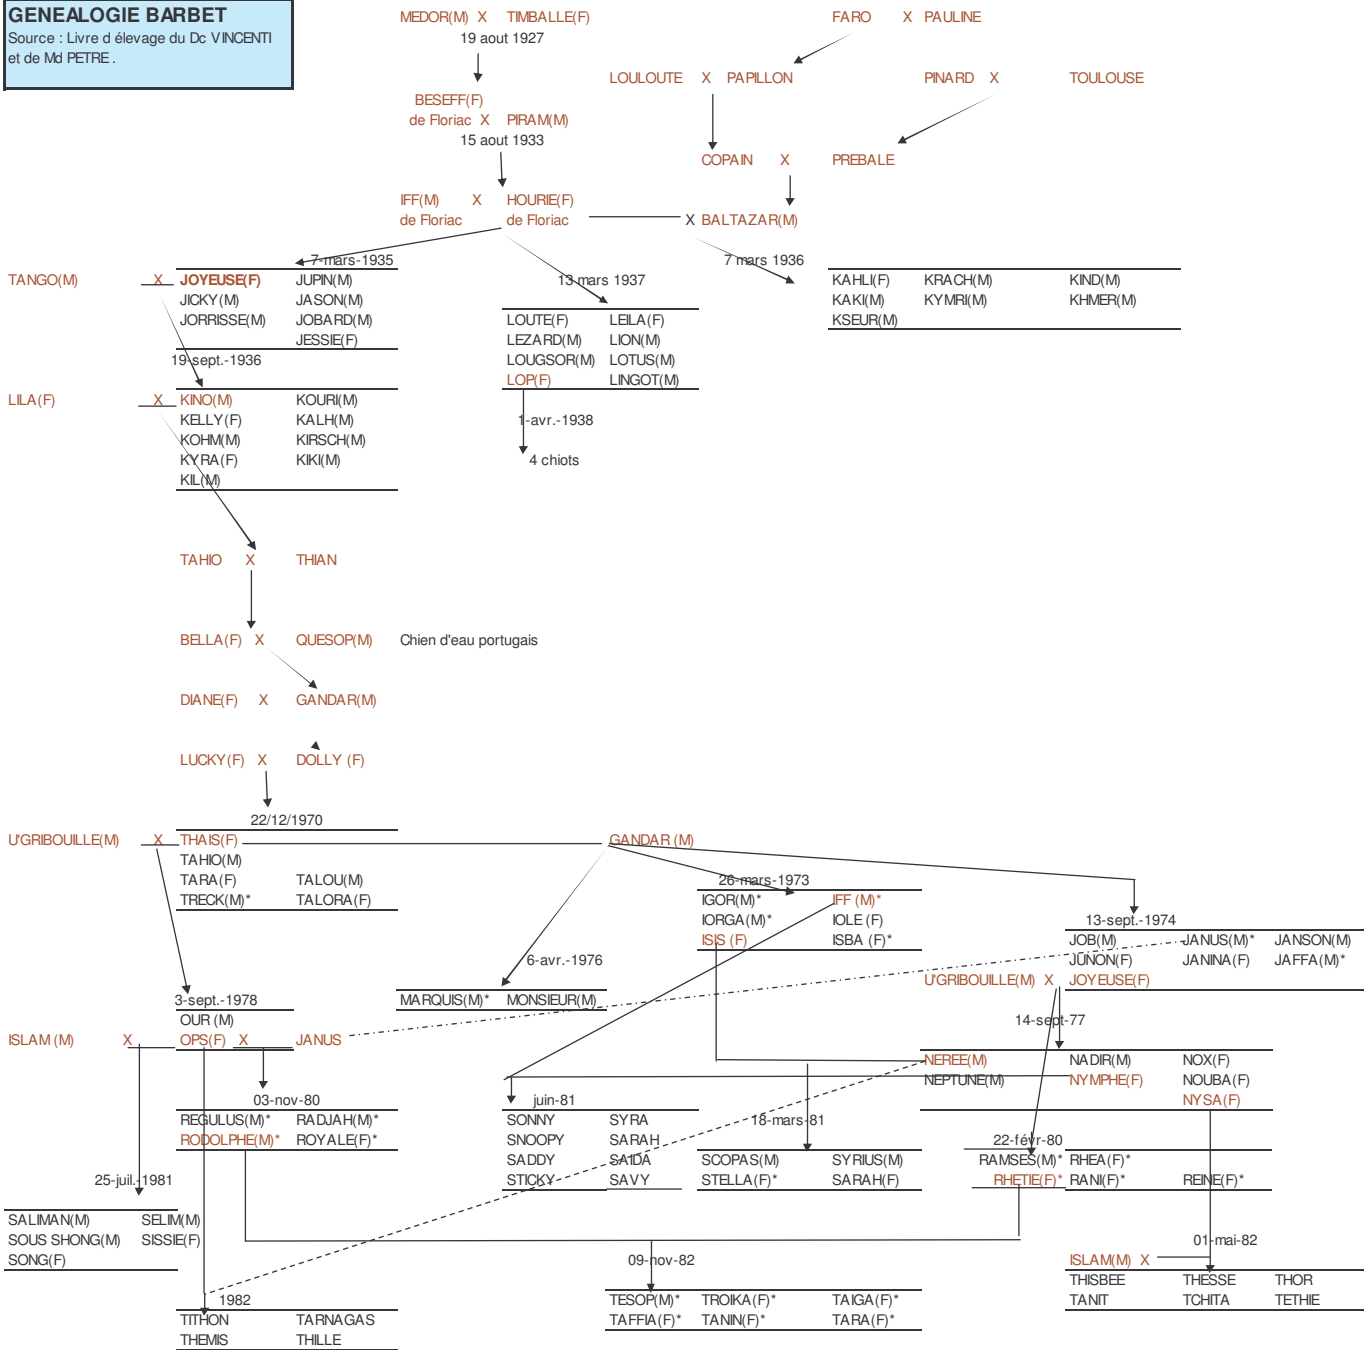 GENEALOGIE BARBET
Source : Livre d élevage du Dc VINCENTI
et de Md PETRE .
MEDOR(M) X TIMBALLE(F) FARO X PAULINE
19 aout 1927
LOULOUTE X PAPILLON PINARD X TOULOUSE
BESEFF(F)
de Floriac X PIRAM(M)
15 aout 1933
COPAIN X PREBALE
IFF(M) X HOURIE(F)
de Floriac de Floriac X BALTAZAR(M)
7-mars-1935 7 mars 1936
TANGO(M) X JOYEUSE(F) JUPIN(M) 13 mars 1937 KAHLI(F) KRACH(M) KIND(M)
JICKY(M) JASON(M) KAKI(M) KYMRI(M) KHMER(M)
JORRISSE(M) JOBARD(M) LOUTE(F) LEILA(F) KSEUR(M)
JESSIE(F) LEZARD(M) LION(M)
19-sept.-1936 LOUGSOR(M) LOTUS(M)
LOP(F) LINGOT(M)
LILA(F) X KINO(M) KOURI(M)
KELLY(F) KALH(M) 1-avr.-1938
KOHM(M) KIRSCH(M)
KYRA(F) KIKI(M) 4 chiots
KIL(M)
TAHIO X THIAN
BELLA(F) X QUESOP(M) Chien d'eau portugais
DIANE(F) X GANDAR(M)
LUCKY(F) X DOLLY (F)
22/12/1970
U'GRIBOUILLE(M) X THAIS(F) GANDAR (M)
TAHIO(M)
TARA(F) TALOU(M) 26-mars-1973
TRECK(M)* TALORA(F) IGOR(M)* IFF (M)*
IORGA(M)* IOLE (F) 13-sept.-1974
ISIS (F) ISBA (F)* JOB(M) JANUS(M)* JANSON(M)
6-avr.-1976 JUNON(F) JANINA(F) JAFFA(M)*
U'GRIBOUILLE(M) X JOYEUSE(F)
3-sept.-1978 MARQUIS(M)* MONSIEUR(M)
OUR (M) 14-sept-77
ISLAM (M) X OPS(F) X JANUS
NEREE(M) NADIR(M) NOX(F)
NEPTUNE(M) NYMPHE(F) NOUBA(F)
03-nov-80 juin-81 NYSA(F)
REGULUS(M)* RADJAH(M)* SONNY SYRA 18-mars-81
RODOLPHE(M)* ROYALE(F)* SNOOPY SARAH 22-févr-80
SADDY SAIDA SCOPAS(M) SYRIUS(M) RAMSES(M)* RHEA(F)*
25-juil.-1981 STICKY SAVY STELLA(F)* SARAH(F) RHETIE(F)* RANI(F)* REINE(F)*
SALIMAN(M) SELIM(M)
SOUS SHONG(M) SISSIE(F) 01-mai-82
SONG(F) 09-nov-82 ISLAM(M) X
THISBEE THESSE THOR
1982 TESOP(M)* TROIKA(F)* TAIGA(F)* TANIT TCHITA TETHIE
TITHON TARNAGAS TAFFIA(F)* TANIN(F)* TARA(F)*
THEMIS THILLE